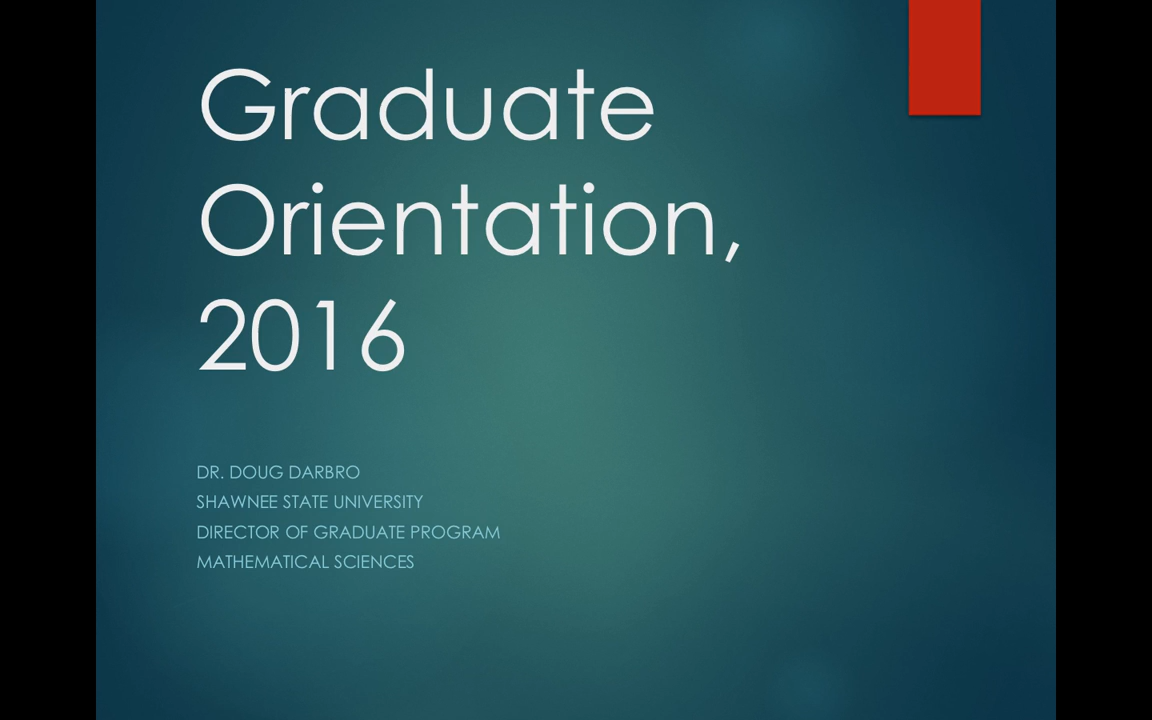 Graduate
Orientation,
2016
DR. DOUG DARBRO
SHAWNEE STATE UNIVERSITY
DIRECTOR OF GRADUATE PROGRAM
MATHEMATICAL SCIENCES